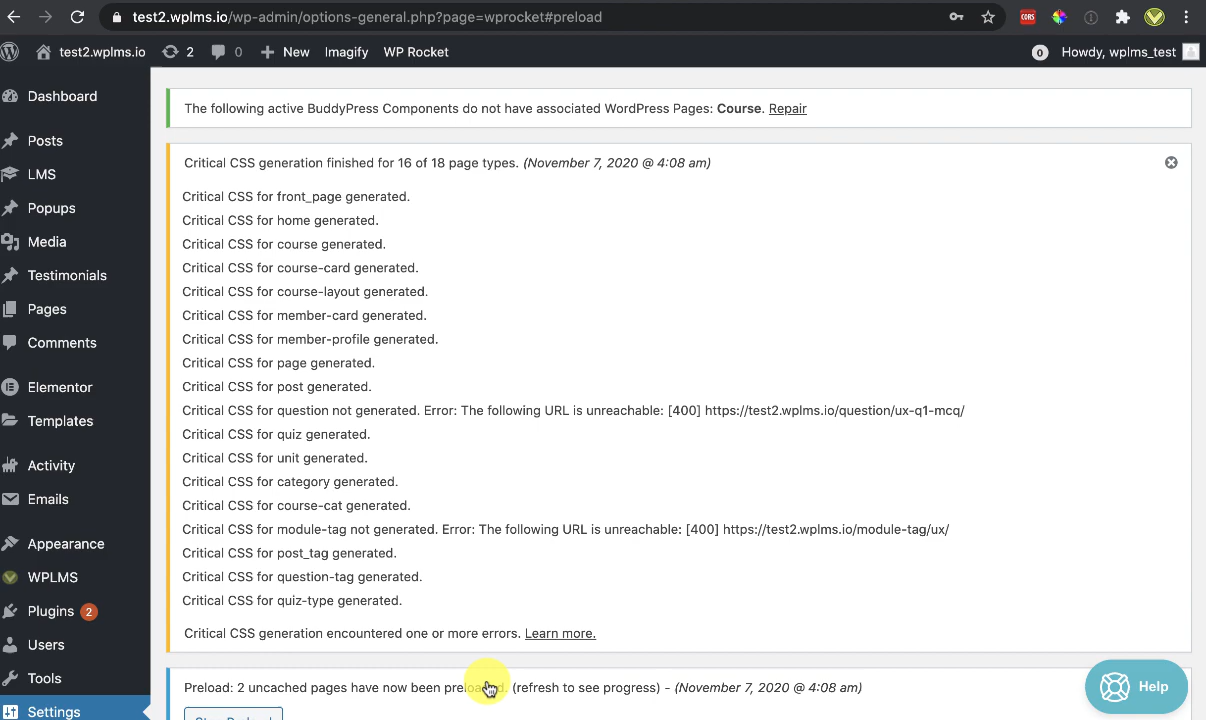 test2.wplms.io/wp-admin/options-general.php?page=wprocket#preload
CORS
test2.wplms.io 2 0 New Imagify WP Rocket 0 Howdy, wplms_test
Dashboard
Posts
LMS
Popups
Media
Testimonials
Pages
Comments
Elementor
Templates
Activity
Emails
Appearance
WPLMS
Plugins 2
Users
Tools
Settings
The following active BuddyPress Components do not have associated WordPress Pages: Course. Repair
Critical CSS generation finished for 16 of 18 page types. (November 7, 2020 @ 4:08 am)
Critical CSS for front_page generated.
Critical CSS for home generated.
Critical CSS for course generated.
Critical CSS for course-card generated.
Critical CSS for course-layout generated.
Critical CSS for member-card generated.
Critical CSS for member-profile generated.
Critical CSS for page generated.
Critical CSS for post generated.
Critical CSS for question not generated. Error: The following URL is unreachable: [400] https://test2.wplms.io/question/ux-q1-mcq/
Critical CSS for quiz generated.
Critical CSS for unit generated.
Critical CSS for category generated.
Critical CSS for course-cat generated.
Critical CSS for module-tag not generated. Error: The following URL is unreachable: [400] https://test2.wplms.io/module-tag/ux/
Critical CSS for post_tag generated.
Critical CSS for question-tag generated.
Critical CSS for quiz-type generated.
Critical CSS generation encountered one or more errors. Learn more.
Preload: 2 uncached pages have now been preloaded. (refresh to see progress) - (November 7, 2020 @ 4:08 am)
Help